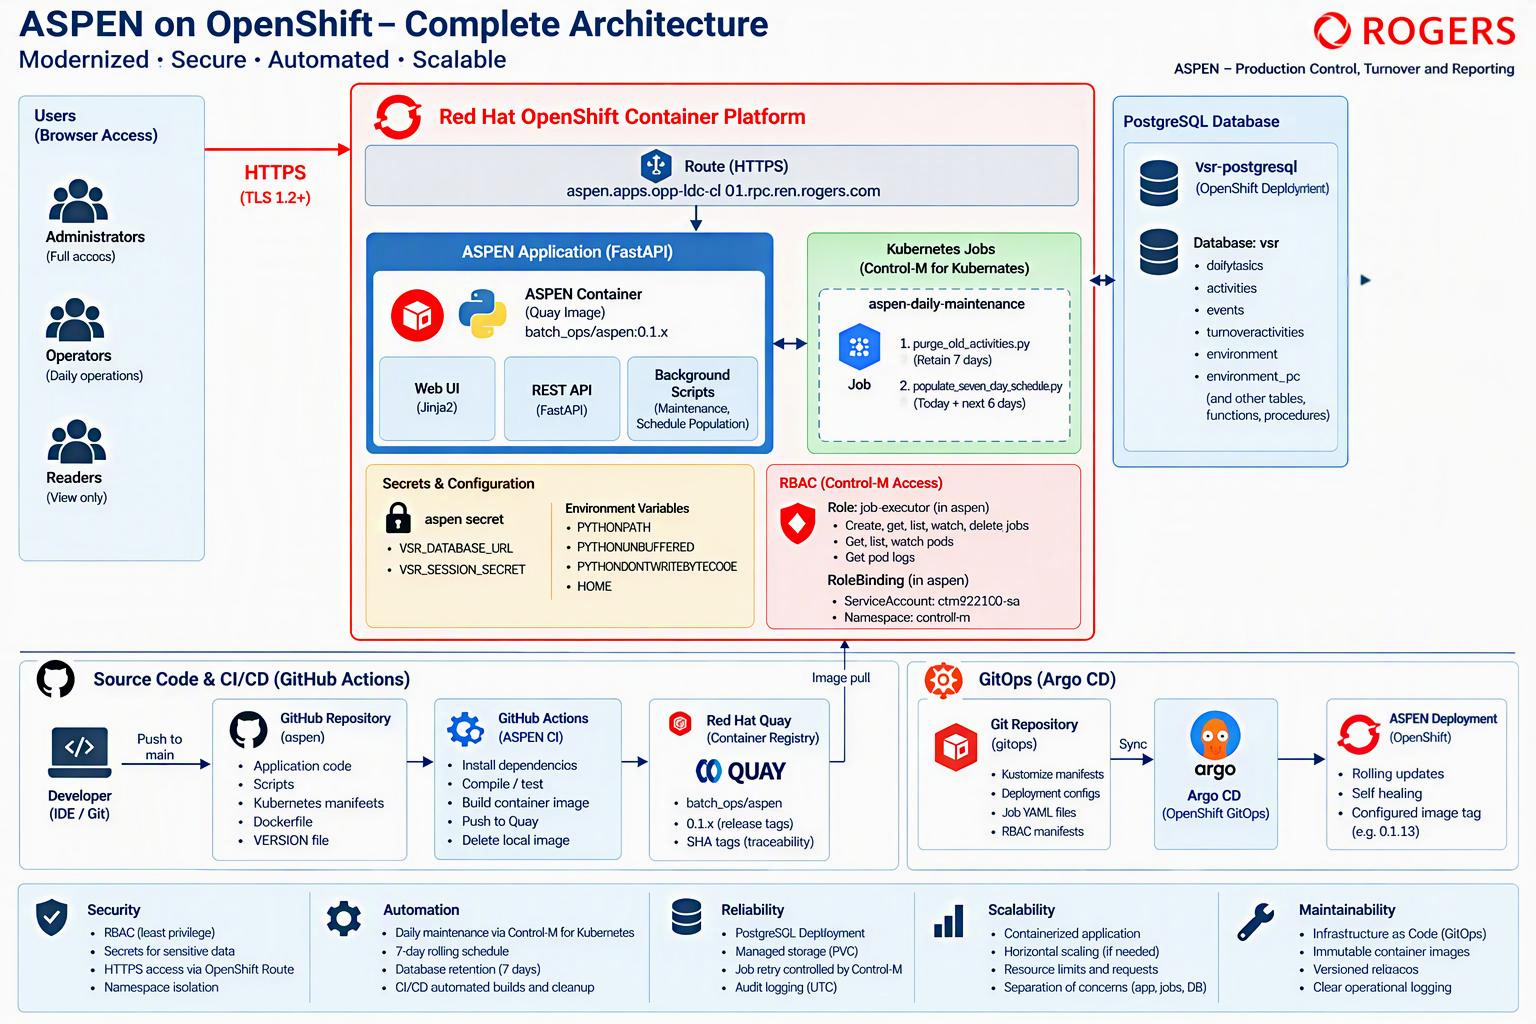 ASPEN on OpenShift – Complete Architecture
Modernized · Secure · Automated · Scalable
ROGERS
ASPEN – Production Control, Turnover and Reporting
Users
(Browser Access)
Administrators
(Full accocs)
Operators
(Daily operations)
Readers
(View only)
HTTPS
(TLS 1.2+)
Red Hat OpenShift Container Platform
Route (HTTPS)
aspen.apps.opp-ldc-cl 01.rpc.ren.rogers.com
ASPEN Application (FastAPI)
ASPEN Container
(Quay Image)
batch_ops/aspen:0.1.x
Web UI
(Jinja2)
REST API
(FastAPI)
Background
Scripts
(Maintenance,
Schedule Population)
Kubernetes Jobs
(Control-M for Kubernates)
aspen-daily-maintenance
Job
1. purge_old_activities.py
(Retain 7 days)
2. populate_seven_day_schedule.py
(Today + next 6 days)
Secrets & Configuration
aspen secret
• VSR_DATABASE_URL
• VSR_SESSION_SECRET
Environment Variables
• PYTHONPATH
• PYTHONUNBUFFERED
• PYTHONDONTWRITEBYTECOOE
• HOME
RBAC (Control-M Access)
Role: job-executor (in aspen)
• Create, get, list, watch, delete jobs
• Get, list, watch pods
• Get pod logs
RoleBinding (in aspen)
• ServiceAccount: ctm922100-sa
• Namespace: controll-m
PostgreSQL Database
vsr-postgresql
(OpenShift Deployment)
Database: vsr
• dailytasics
• activities
• events
• turnoveractivities
• environment
• environment_pc
(and other tables,
functions, procedures)
Source Code & CI/CD (GitHub Actions)
Developer
(IDE / Git)
Push to
main
GitHub Repository
(aspen)
• Application code
• Scripts
• Kubernetes manifeets
• Dockerfile
• VERSION file
GitHub Actions
(ASPEN CI)
• Install dependencios
• Compile / test
• Build container image
• Push to Quay
• Delete local image
Red Hat Quay
(Container Registry)
QUAY
• batch_ops/aspen
• 0.1.x (release tags)
• SHA tags (traceability)
Image pull
GitOps (Argo CD)
Git Repository
(gitops)
• Kustomize manifests
• Deployment configs
• Job YAML files
• RBAC manifests
Sync
argo
Argo CD
(OpenShift GitOps)
ASPEN Deployment
(OpenShift)
• Rolling updates
• Self healing
• Configured image tag
(e.g. 0.1.13)
Security
• RBAC (least privilege)
• Secrets for sensitive data
• HTTPS access via OpenShift Route
• Namespace isolation
Automation
• Daily maintenance via Control-M for Kubernetes
• 7-day rolling schedule
• Database retention (7 days)
• CI/CD automated builds and cleanup
Reliability
• PostgreSQL Deployment
• Managed storage (PVC)
• Job retry controlled by Control-M
• Audit logging (UTC)
Scalability
• Containerized application
• Horizontal scaling (if needed)
• Resource limits and requests
• Separation of concerns (app, jobs, DB)
Maintainability
• Infrastructure as Code (GitOps)
• Immutable container images
• Versioned
• Clear operational logging